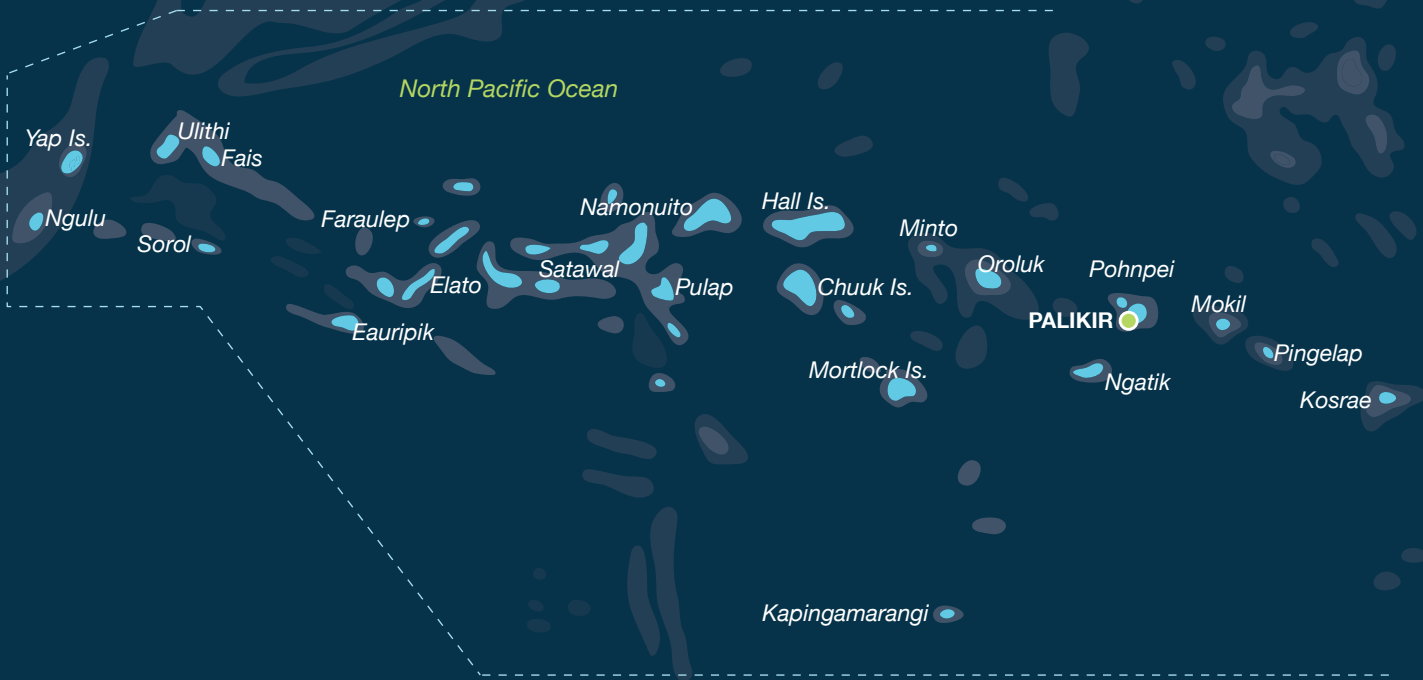 North Pacific Ocean
Yap Is.
Ulithi
Fais
Ngulu
Sorol
Faraulep
Namonuito
Hall Is.
Minto
Elato
Satawal
Pulap
Chuuk Is.
Oroluk
Pohnpei
PALIKIR
Mokil
Eauripik
Mortlock Is.
Ngatik
Pingelap
Kosrae
Kapingamarangi